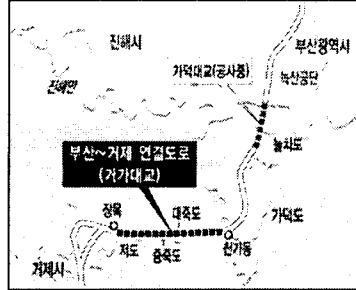 진해시
부산광역시
가덕대교(공사중)
녹산공단
진해만
눌차도
부산~거제 연결도로
(거가대교)
장목
대죽도
가덕도
저도
중죽도
천가동
거제시